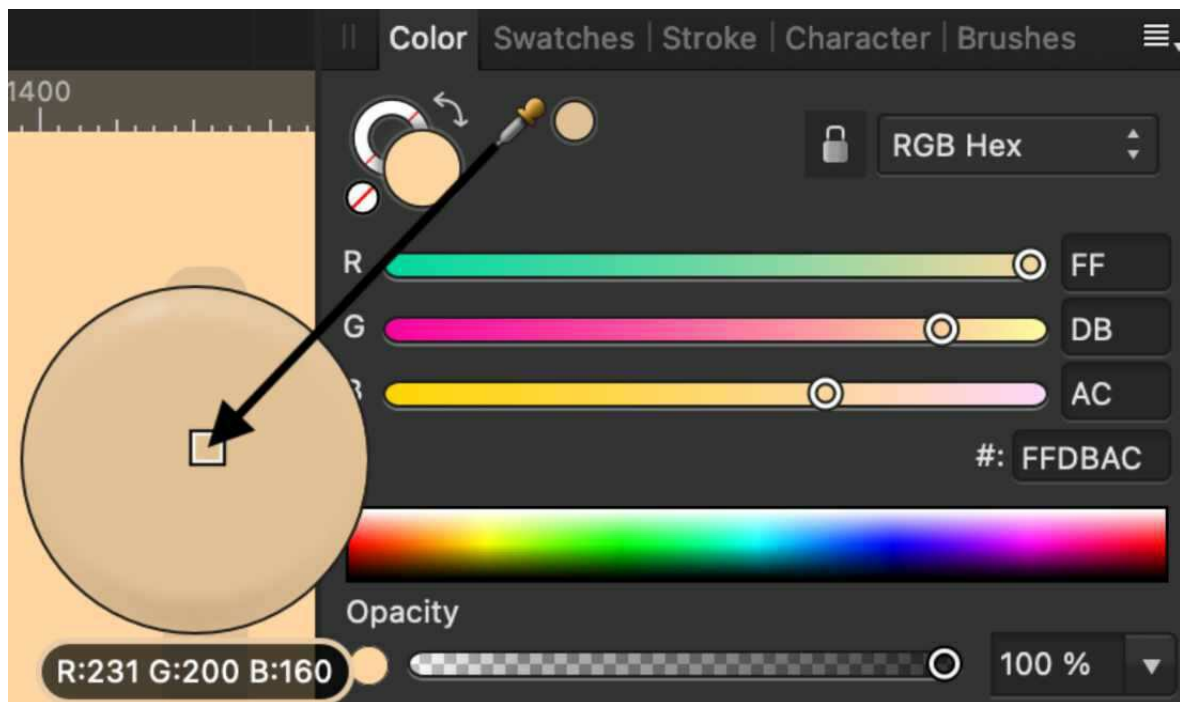 Color Swatches | Stroke | Character | Brushes
1400
RGB Hex
R FF
G DB
AC
#: FFDBAC
Opacity
R:231 G:200 B:160
100 %